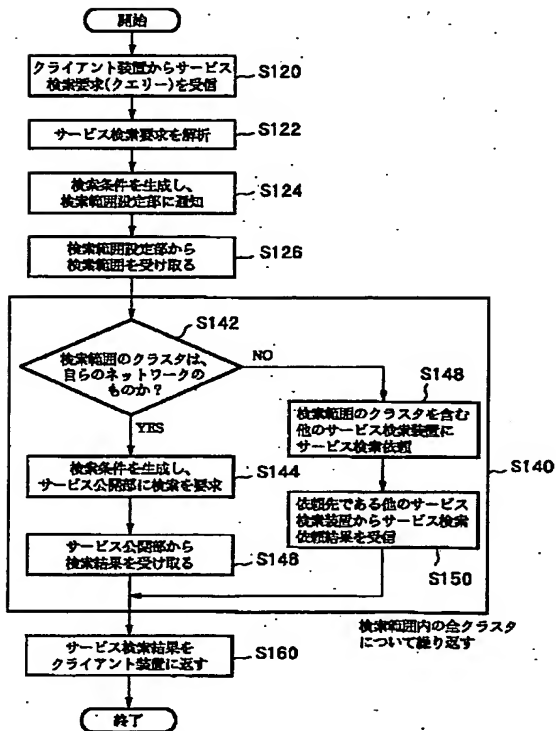 開始
クライアント装置からサービス
検索要求(クエリー)を受信
S120
サービス検索要求を解析
S122
検索条件を生成し、
検索範囲設定部に通知
S124
検索範囲設定部から
検索範囲を受け取る
S126
S142
検索範囲のクラスタは、
自らのネットワークの
ものか?
NO
YES
S148
検索範囲のクラスタを含む
他のサービス検索装置に
サービス検索依頼
検索条件を生成し、
サービス公開部に検索を要求
S144
S140
依頼先である他のサービス
検索装置からサービス検索
依頼結果を受信
サービス公開部から
検索結果を受け取る
S146
S150
検索範囲内の全クラスタ
について繰り返す
サービス検索結果を
クライアント装置に返す
S160
終了